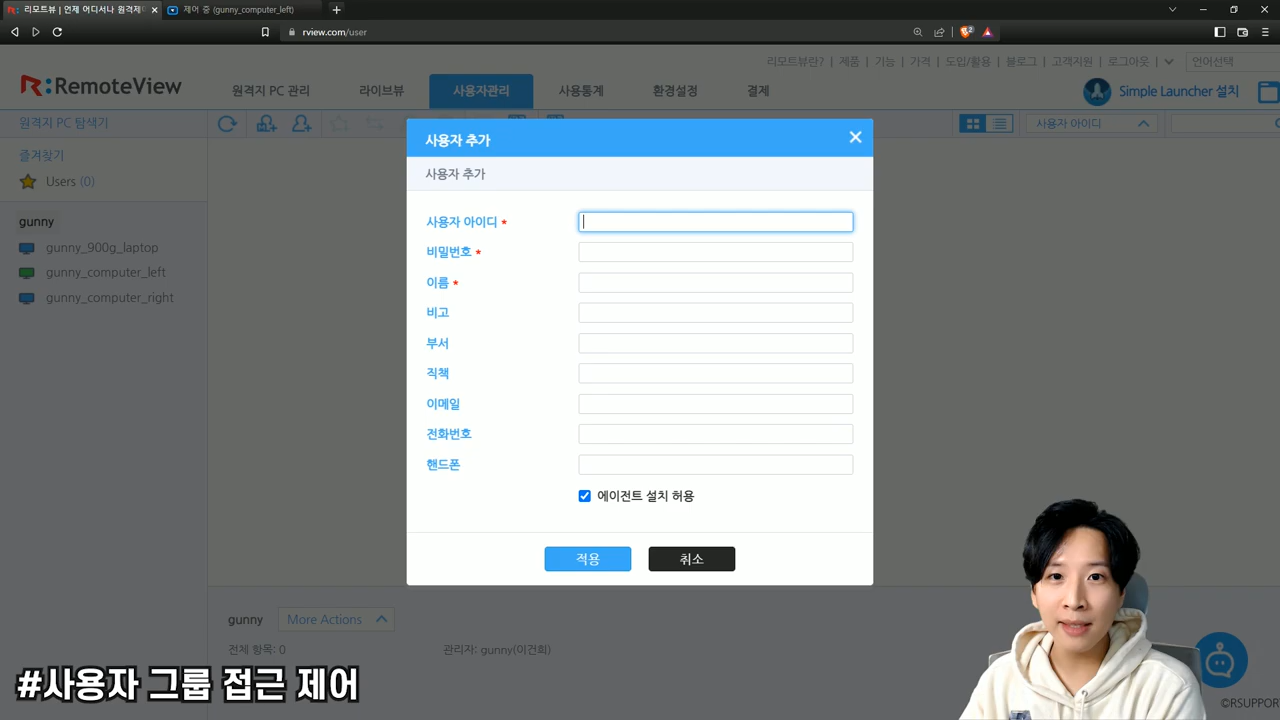 리모트뷰 | 언제 어디서나 원격제
제어 중 (gunny_computer_left)
rview.com/user
2
리모트뷰란? | 제품 | 기능 | 가격 | 도입/활용 | 블로그 | 고객지원 | 로그아웃 |
언어선택
R:RemoteView
원격지 PC 관리
라이브뷰
사용자관리
사용통계
환경설정
결제
Simple Launcher 설치
원격지 PC 탐색기
사용자 아이디
즐겨찾기
Users (0)
gunny
gunny_900g_laptop
gunny_computer_left
gunny_computer_right
사용자 추가
사용자 추가
사용자 아이디 *
비밀번호 *
이름 *
비고
부서
직책
이메일
전화번호
핸드폰
에이전트 설치 허용
적용
취소
gunny
More Actions
전체 항목: 0
관리자: gunny(이건희)
#사용자 그룹 접근 제어
©RSUPPOR